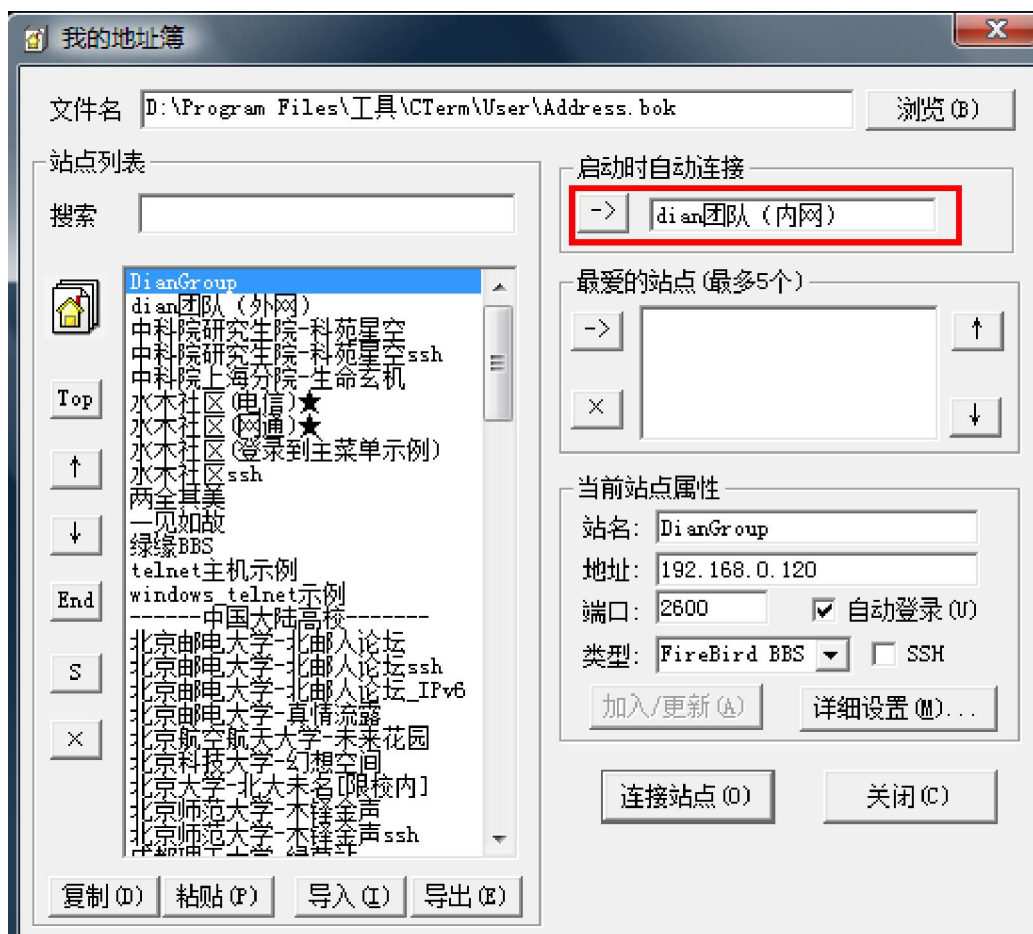 我的地址簿
文件名 D:\Program Files\工具\CTerm\User\Address.bok 浏览(B)
站点列表
搜索
DianGroup
dian团队（外网）
中科院研究生院-科苑星空
中科院研究生院-科苑星空ssh
中科院上海分院-生命玄机
水木社区(电信)★
水木社区(网通)★
水木社区(登录到主菜单示例)
水木社区ssh
两全其美
一见如故
绿缘BBS
telnet主机示例
windows_telnet示例
------中国大陆高校-------
北京邮电大学-北邮人论坛
北京邮电大学-北邮人论坛ssh
北京邮电大学-北邮人论坛_IPv6
北京邮电大学-真情流露
北京航空航天大学-未来花园
北京科技大学-幻想空间
北京大学-北大未名[限校内]
北京师范大学-木铎金声
北京师范大学-木铎金声ssh
Top
↑
↓
End
S
×
复制(D) 粘贴(P) 导入(I) 导出(E)
启动时自动连接
-> dian团队（内网）
最爱的站点(最多5个)
-> ↑
× ↓
当前站点属性
站名: DianGroup
地址: 192.168.0.120
端口: 2600 自动登录(U)
类型: FireBird BBS SSH
加入/更新(A) 详细设置(M)...
连接站点(O) 关闭(C)